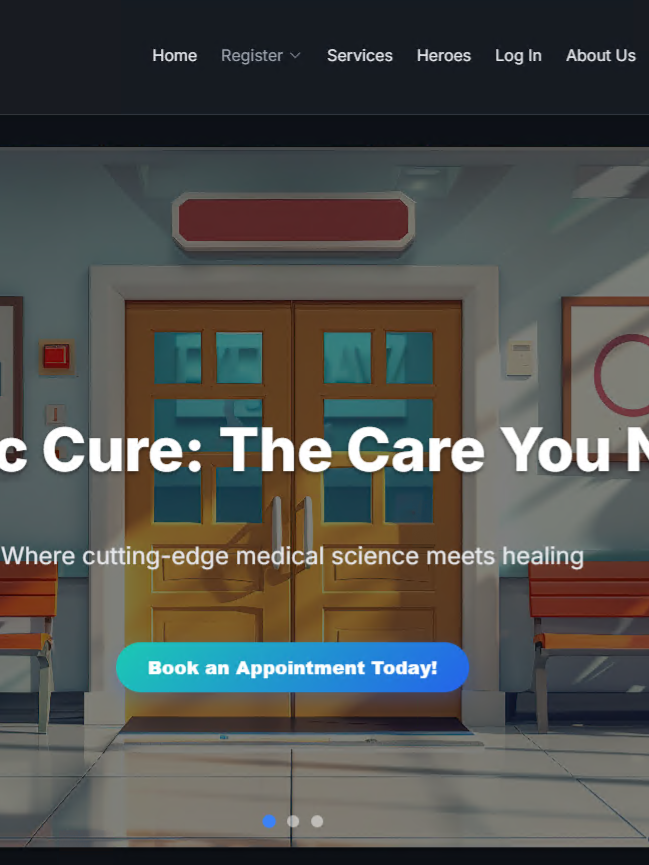 Home Register Services Heroes Log In About Us
c Cure: The Care You N
Where cutting-edge medical science meets healing
Book an Appointment Today!